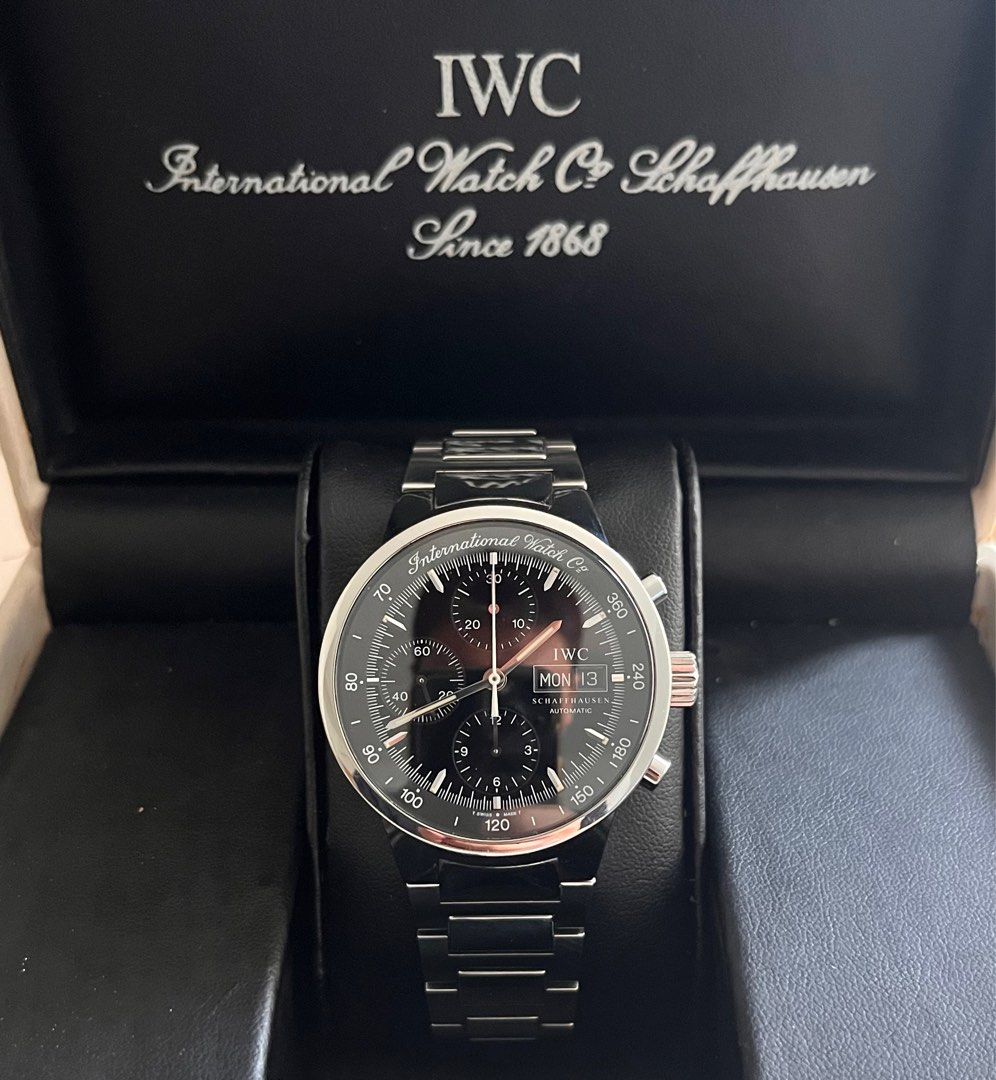 IWC
International Watch Co Schaffhausen
Since 1868
International Watch Co
70
360
30
20
10
60
IWC
80
MON 13
240
40
20
SCHAFFHAUSEN
AUTOMATIC
12
90
9
3
180
6
100
150
T SWISS MADE T
120